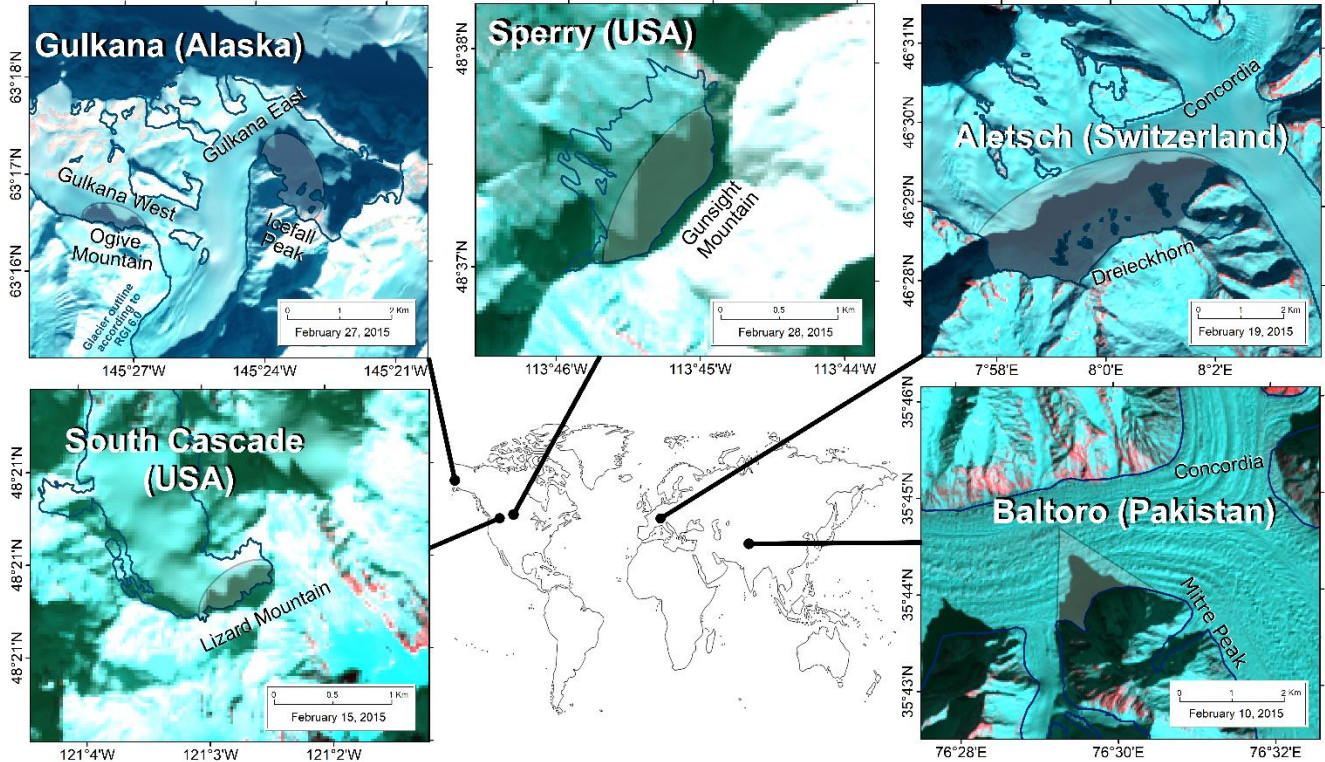 Gulkana (Alaska)
63°18'N
63°17'N
63°16'N
Gulkana East
Gulkana West
Ogive
Mountain
Icefall
Peak
Glacier outline
according to
RGI 6.0
0 1 2 Km
February 27, 2015
145°27'W 145°24'W 145°21'W
Sperry (USA)
48°38'N
48°37'N
Gunsight
Mountain
0 0.5 1 Km
February 28, 2015
113°46'W 113°45'W 113°44'W
46°31'N
46°30'N
46°29'N
46°28'N
Concordia
Aletsch (Switzerland)
Dreieckhorn
0 1 2 Km
February 19, 2015
7°58'E 8°0'E 8°2'E
South Cascade
(USA)
48°21'N
48°21'N
48°21'N
Lizard Mountain
0 0.5 1 Km
February 15, 2015
121°4'W 121°3'W 121°2'W
35°46'N
35°45'N
35°44'N
35°43'N
Concordia
Baltoro (Pakistan)
Mitre Peak
0 1 2 Km
February 10, 2015
76°28'E 76°30'E 76°32'E